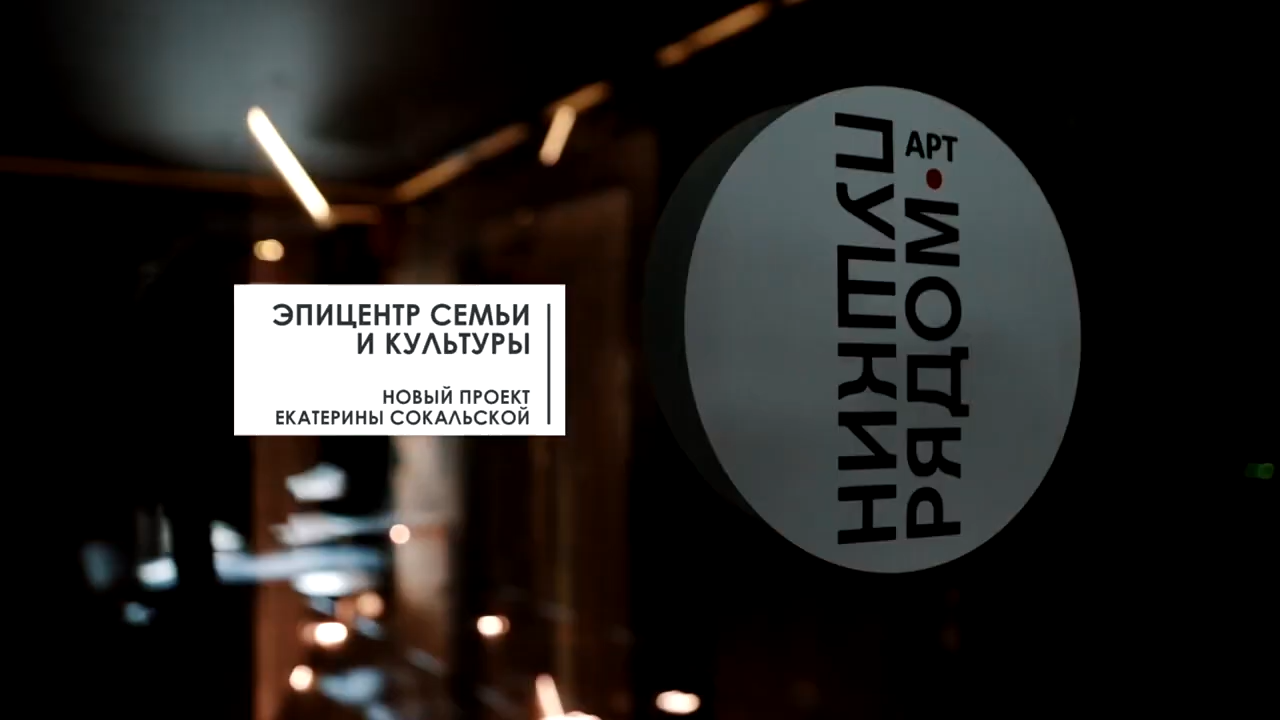 ЭПИЦЕНТР СЕМЬИ
И КУЛЬТУРЫ
НОВЫЙ ПРОЕКТ
ЕКАТЕРИНЫ СОКАЛЬСКОЙ
АРТ
РЯДОМ
ПУШКИН